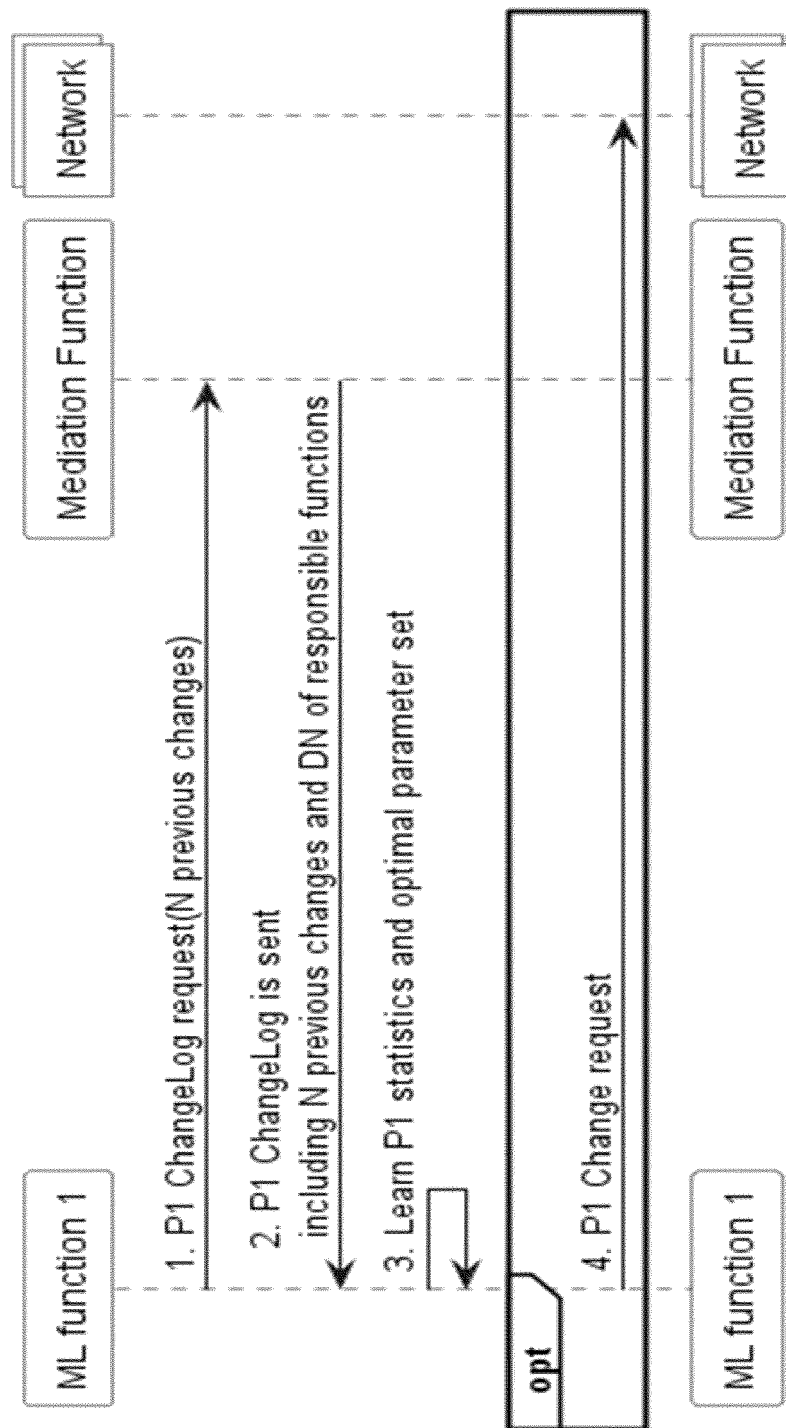 ML function 1
Mediation Function
Network
1. P1 ChangeLog request(N previous changes)
2. P1 ChangeLog is sent
including N previous changes and DN of responsible functions
3. Learn P1 statistics and optimal parameter set
opt
4. P1 Change request
ML function 1
Mediation Function
Network